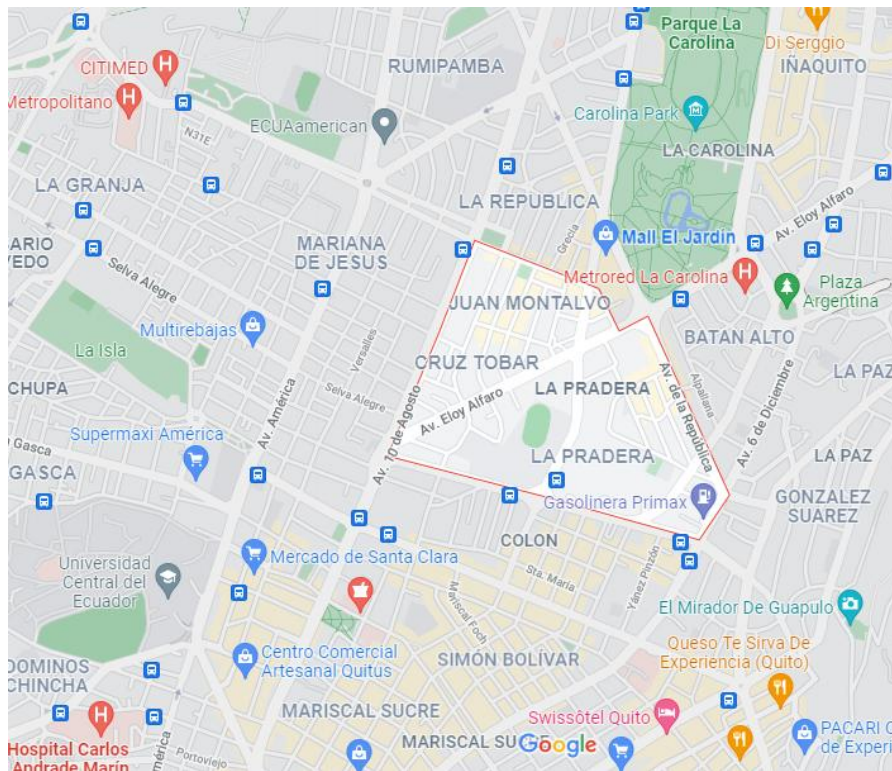 Parque La
Carolina
Di Serggio
CITIMED
RUMIPAMBA
IÑAQUITO
Metropolitano
N31E
ECUAamerican
Carolina Park
LA CAROLINA
LA GRANJA
LA REPUBLICA
Av. Eloy Alfaro
Grecia
Mall El Jardín
MARIANA
DE JESUS
Selva Alegre
Metrored La Carolina
Plaza
Argentina
JUAN MONTALVO
Multirebajas
Versalles
BATAN ALTO
La Isla
CRUZ TOBAR
LA PAZ
Alpallana
Av. de la República
CHUPA
Selva Alegre
LA PRADERA
Av. América
Av. 10 de Agosto
Av. Eloy Alfaro
Av. 6 de Diciembre
Supermaxi América
Gasca
LA PRADERA
LA PAZ
GASCA
Gasolinera Primax
GONZALEZ
SUAREZ
COLON
Universidad
Central del
Ecuador
Mercado de Santa Clara
Sta. María
Yánez Pinzón
Mariscal Foch
El Mirador De Guapulo
Queso Te Sirva De
Experiencia (Quito)
Centro Comercial
Artesanal Quitus
SIMÓN BOLÍVAR
DOMINOS
CHINCHA
MARISCAL SUCRE
Swissôtel Quito
MARISCAL SUCRE
Google
PACARI
de Experi
Hospital Carlos
Andrade Marín
Portoviejo